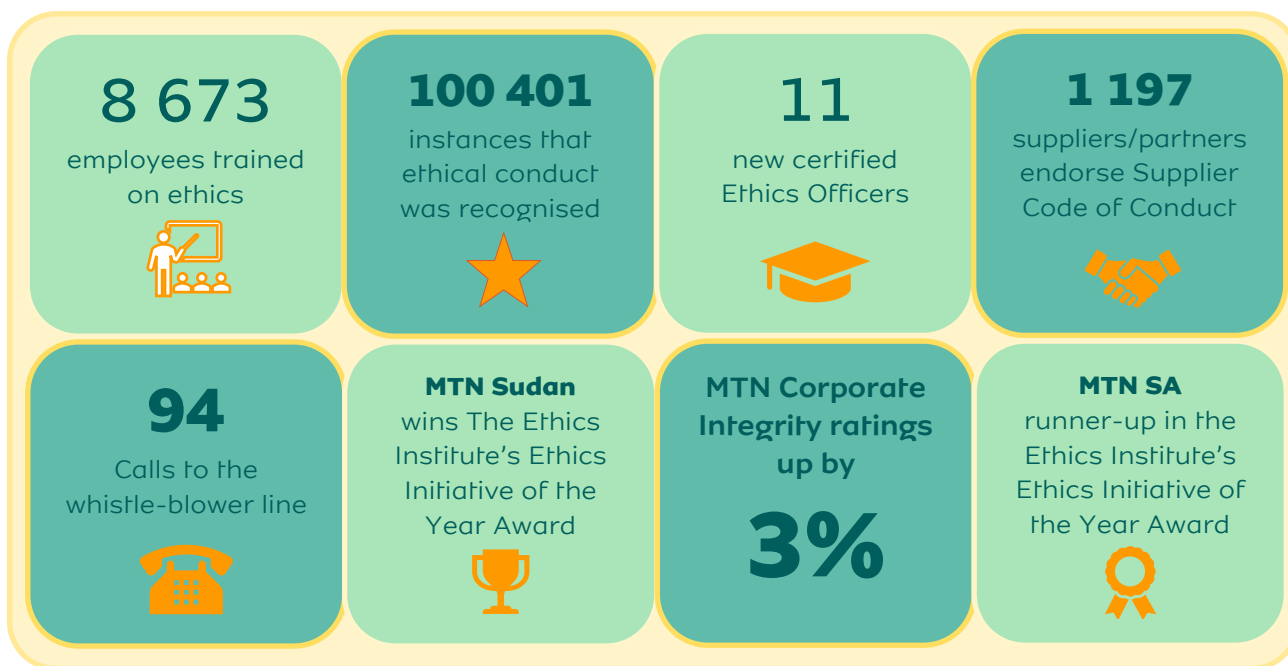 8 673
employees trained
on ethics
100 401
instances that
ethical conduct
was recognised
11
new certified
Ethics Officers
1 197
suppliers/partners
endorse Supplier
Code of Conduct
94
Calls to the
whistle-blower line
MTN Sudan
wins The Ethics
Institute's Ethics
Initiative of the
Year Award
MTN Corporate
Integrity ratings
up by
3%
MTN SA
runner-up in the
Ethics Institute's
Ethics Initiative of
the Year Award